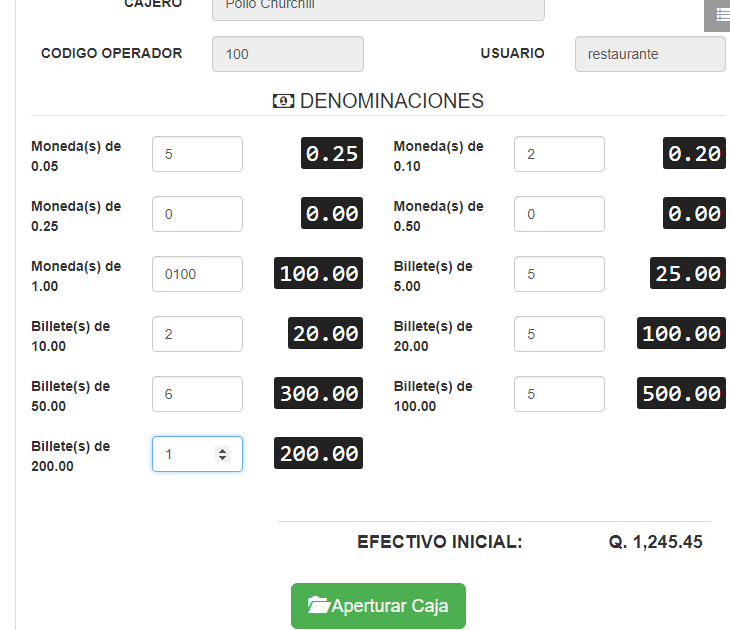 CAJERO Pollo Churchill
CODIGO OPERADOR 100 USUARIO restaurante
DENOMINACIONES
Moneda(s) de 0.05 5 0.25 Moneda(s) de 0.10 2 0.20
Moneda(s) de 0.25 0 0.00 Moneda(s) de 0.50 0 0.00
Moneda(s) de 1.00 0100 100.00 Billete(s) de 5.00 5 25.00
Billete(s) de 10.00 2 20.00 Billete(s) de 20.00 5 100.00
Billete(s) de 50.00 6 300.00 Billete(s) de 100.00 5 500.00
Billete(s) de 200.00 1 200.00
EFECTIVO INICIAL: Q. 1,245.45
Aperturar Caja